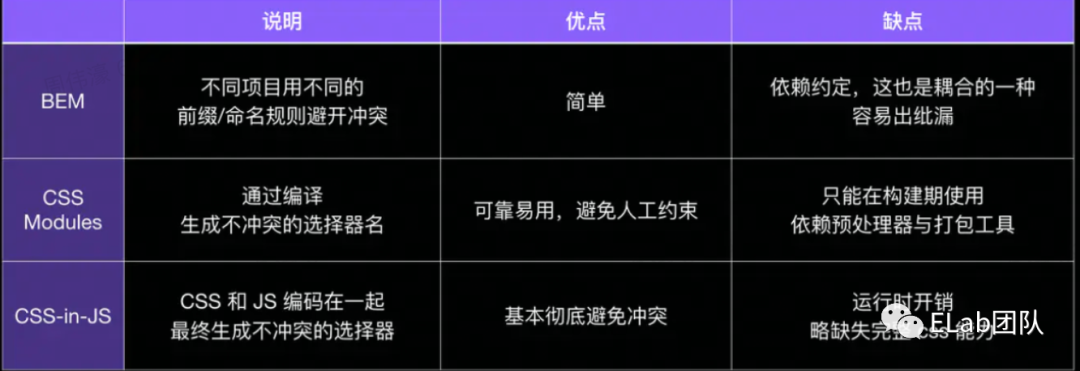 说明 优点 缺点
BEM
不同项目用不同的
前缀/命名规则避开冲突
简单
依赖约定，这也是耦合的一种
容易出纰漏
CSS
Modules
通过编译
生成不冲突的选择器名
可靠易用，避免人工约束
只能在构建期使用
依赖预处理器与打包工具
CSS-in-JS
CSS 和 JS 编码在一起
最终生成不冲突的选择器
基本彻底避免冲突
运行时开销
略缺失完整 css 能力
ELab团队